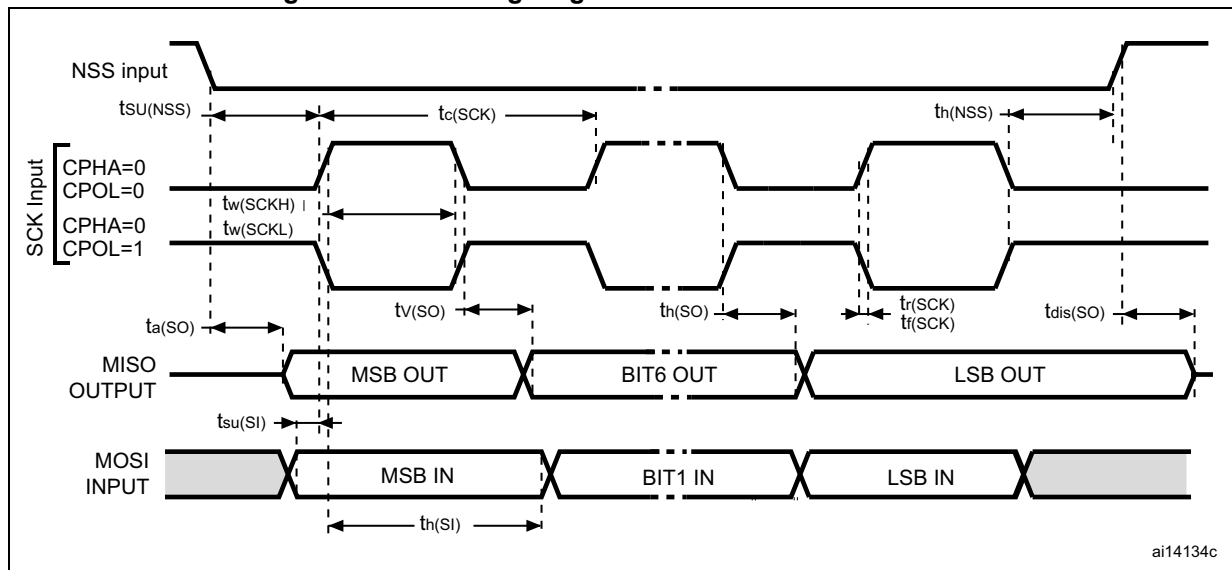 NSS input
tSU(NSS)
tc(SCK)
th(NSS)
SCK Input
CPHA=0
CPOL=0
tw(SCKH)
CPHA=0
CPOL=1
tw(SCKL)
ta(SO)
tV(SO)
th(SO)
tr(SCK)
tf(SCK)
tdis(SO)
MISO
OUTPUT
MSB OUT
BIT6 OUT
LSB OUT
tsu(SI)
MOSI
INPUT
MSB IN
BIT1 IN
LSB IN
th(SI)
ai14134c